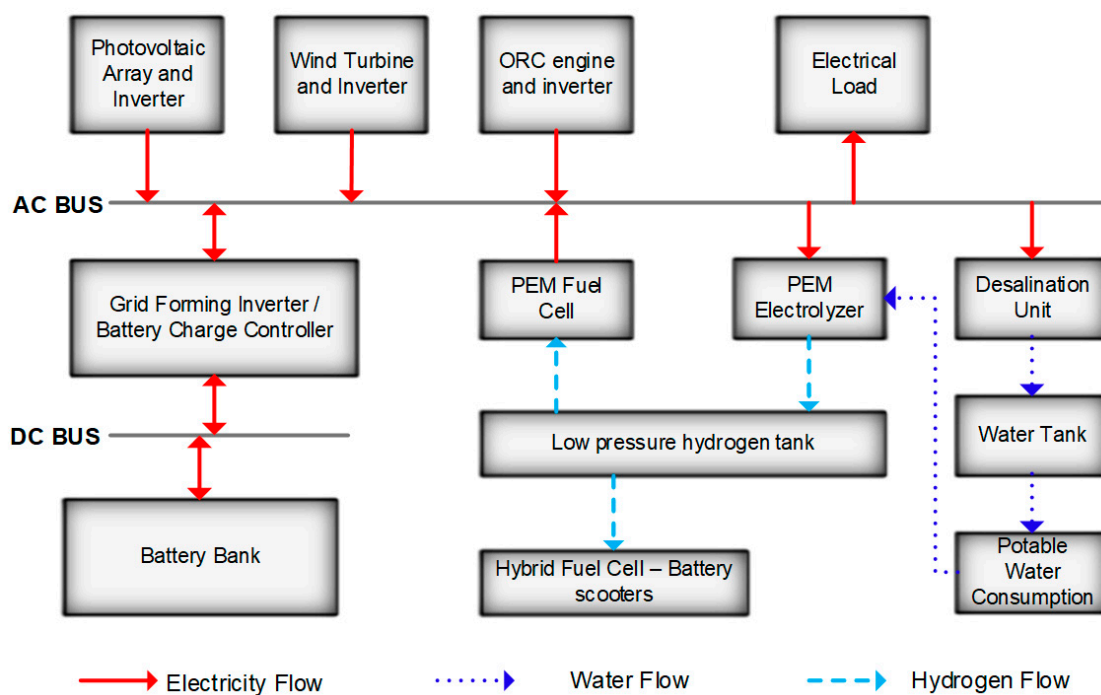 Photovoltaic
Array and
Inverter
Wind Turbine
and Inverter
ORC engine
and inverter
Electrical
Load
AC BUS
Grid Forming Inverter /
Battery Charge Controller
PEM Fuel
Cell
PEM
Electrolyzer
Desalination
Unit
DC BUS
Low pressure hydrogen tank
Water Tank
Battery Bank
Hybrid Fuel Cell – Battery
scooters
Potable
Water
Consumption
Electricity Flow
Water Flow
Hydrogen Flow